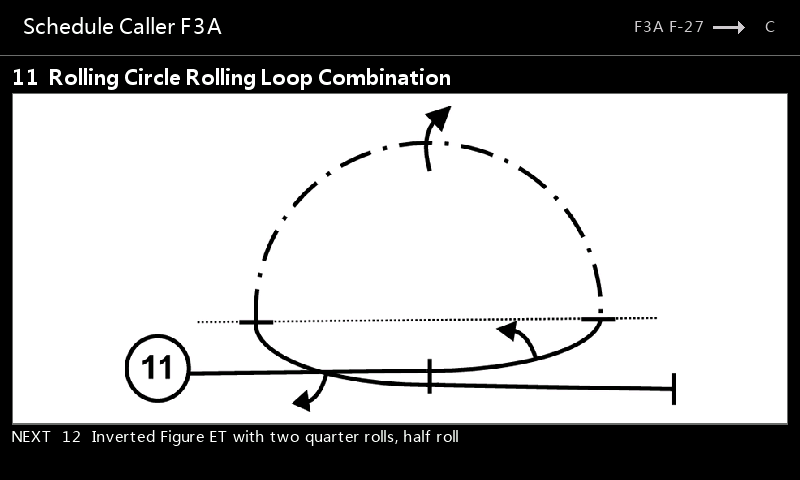 Schedule Caller F3A
F3A F-27 C
11 Rolling Circle Rolling Loop Combination
11
NEXT 12 Inverted Figure ET with two quarter rolls, half roll